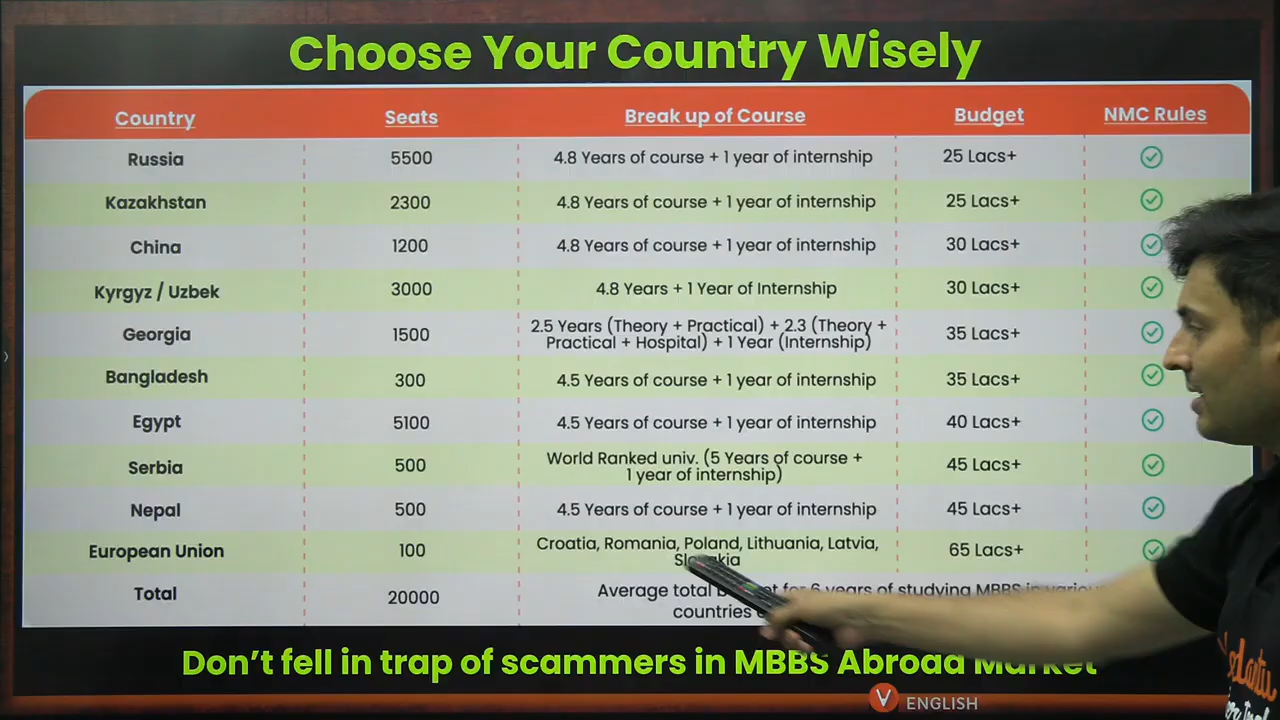 Choose Your Country Wisely
Country Seats Break up of Course Budget NMC Rules
Russia 5500 4.8 Years of course + 1 year of internship 25 Lacs+
Kazakhstan 2300 4.8 Years of course + 1 year of internship 25 Lacs+
China 1200 4.8 Years of course + 1 year of internship 30 Lacs+
Kyrgyz / Uzbek 3000 4.8 Years + 1 Year of Internship 30 Lacs+
Georgia 1500 2.5 Years (Theory + Practical) + 2.3 (Theory +
Practical + Hospital) + 1 Year (Internship) 35 Lacs+
Bangladesh 300 4.5 Years of course + 1 year of internship 35 Lacs+
Egypt 5100 4.5 Years of course + 1 year of internship 40 Lacs+
Serbia 500 World Ranked univ. (5 Years of course +
1 year of internship) 45 Lacs+
Nepal 500 4.5 Years of course + 1 year of internship 45 Lacs+
European Union 100 Croatia, Romania, Poland, Lithuania, Latvia,
Slovakia 65 Lacs+
Total 20000 Average total for 6 years of studying MBBS in
countries
Don't fell in trap of scammers in MBBS Abroad Market
V ENGLISH